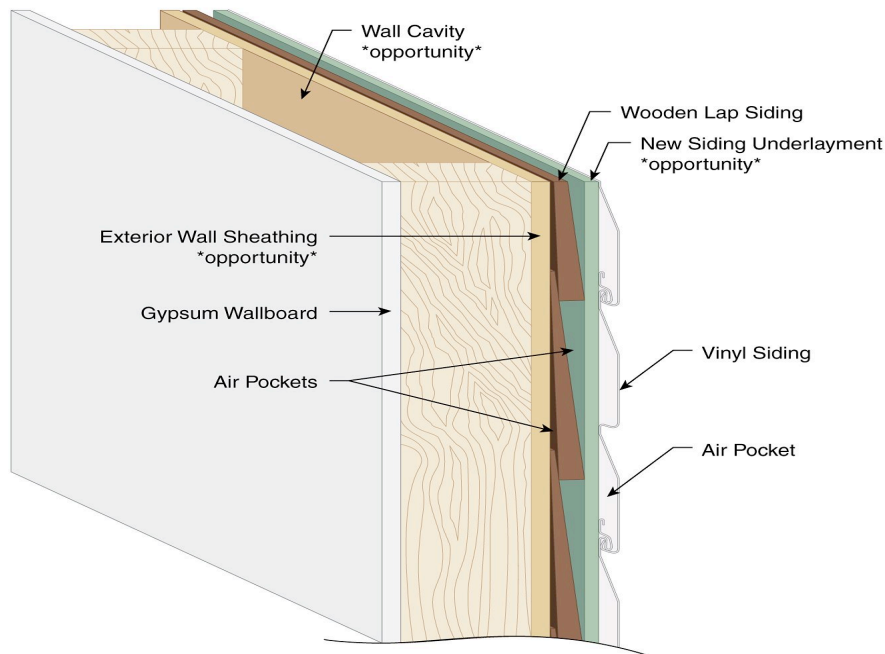 Wall Cavity
*opportunity*
Wooden Lap Siding
New Siding Underlayment
*opportunity*
Exterior Wall Sheathing
*opportunity*
Gypsum Wallboard
Vinyl Siding
Air Pockets
Air Pocket